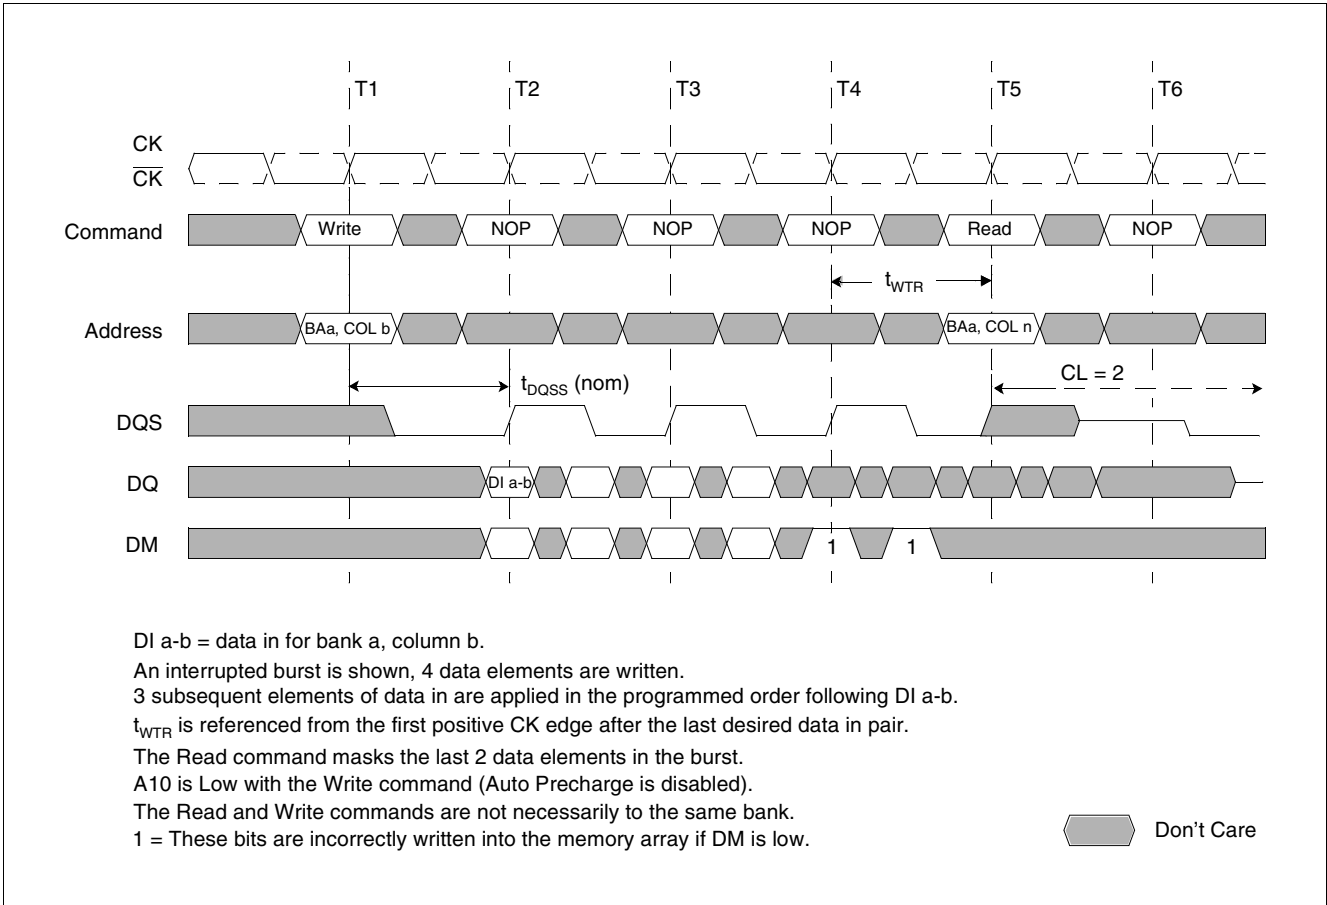 T1 T2 T3 T4 T5 T6
CK
CK
Command Write NOP NOP NOP Read NOP
tWTR
Address BAa, COL b BAa, COL n
tDQSS (nom) CL = 2
DQS
DQ DI a-b
DM 1 1
DI a-b = data in for bank a, column b.
An interrupted burst is shown, 4 data elements are written.
3 subsequent elements of data in are applied in the programmed order following DI a-b.
tWTR is referenced from the first positive CK edge after the last desired data in pair.
The Read command masks the last 2 data elements in the burst.
A10 is Low with the Write command (Auto Precharge is disabled).
The Read and Write commands are not necessarily to the same bank.
1 = These bits are incorrectly written into the memory array if DM is low.
Don't Care